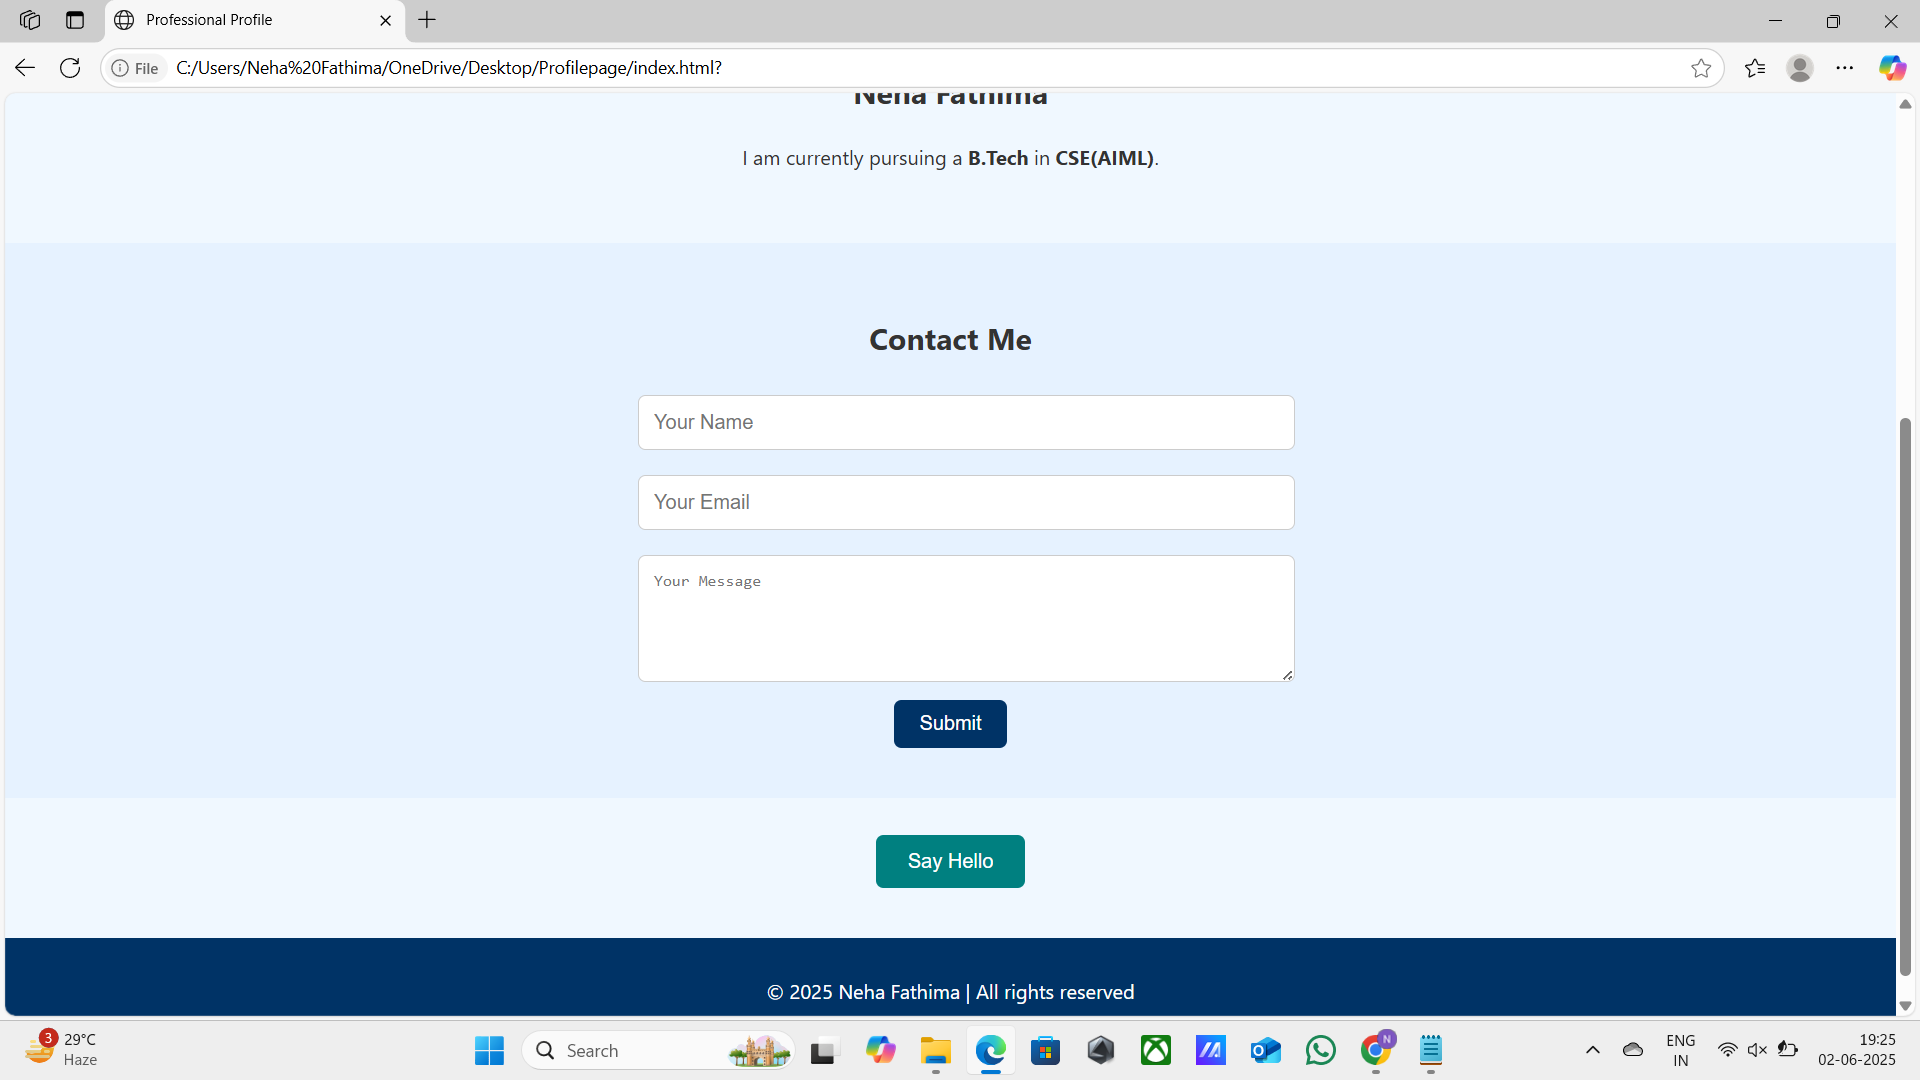 Professional Profile
File C:/Users/Neha%20Fathima/OneDrive/Desktop/Profilepage/index.html?
Neha Fathima
I am currently pursuing a B.Tech in CSE(AIML).
Contact Me
Your Name
Your Email
Your Message
Submit
Say Hello
© 2025 Neha Fathima | All rights reserved
3
29°C
Haze
Search
N
ENG
IN
19:25
02-06-2025